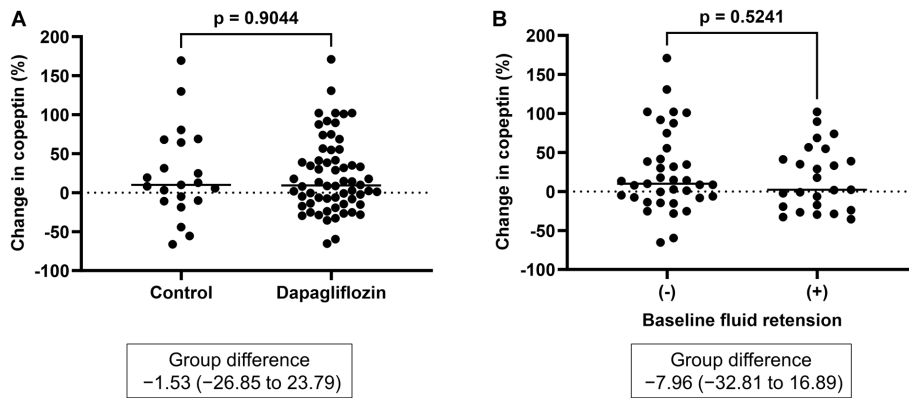 A
p = 0.9044
Change in copeptin (%)
200
150
100
50
0
-50
-100
Control
Dapagliflozin
Group difference
−1.53 (−26.85 to 23.79)
B
p = 0.5241
Change in copeptin (%)
200
150
100
50
0
-50
-100
(-)
(+)
Baseline fluid retension
Group difference
−7.96 (−32.81 to 16.89)